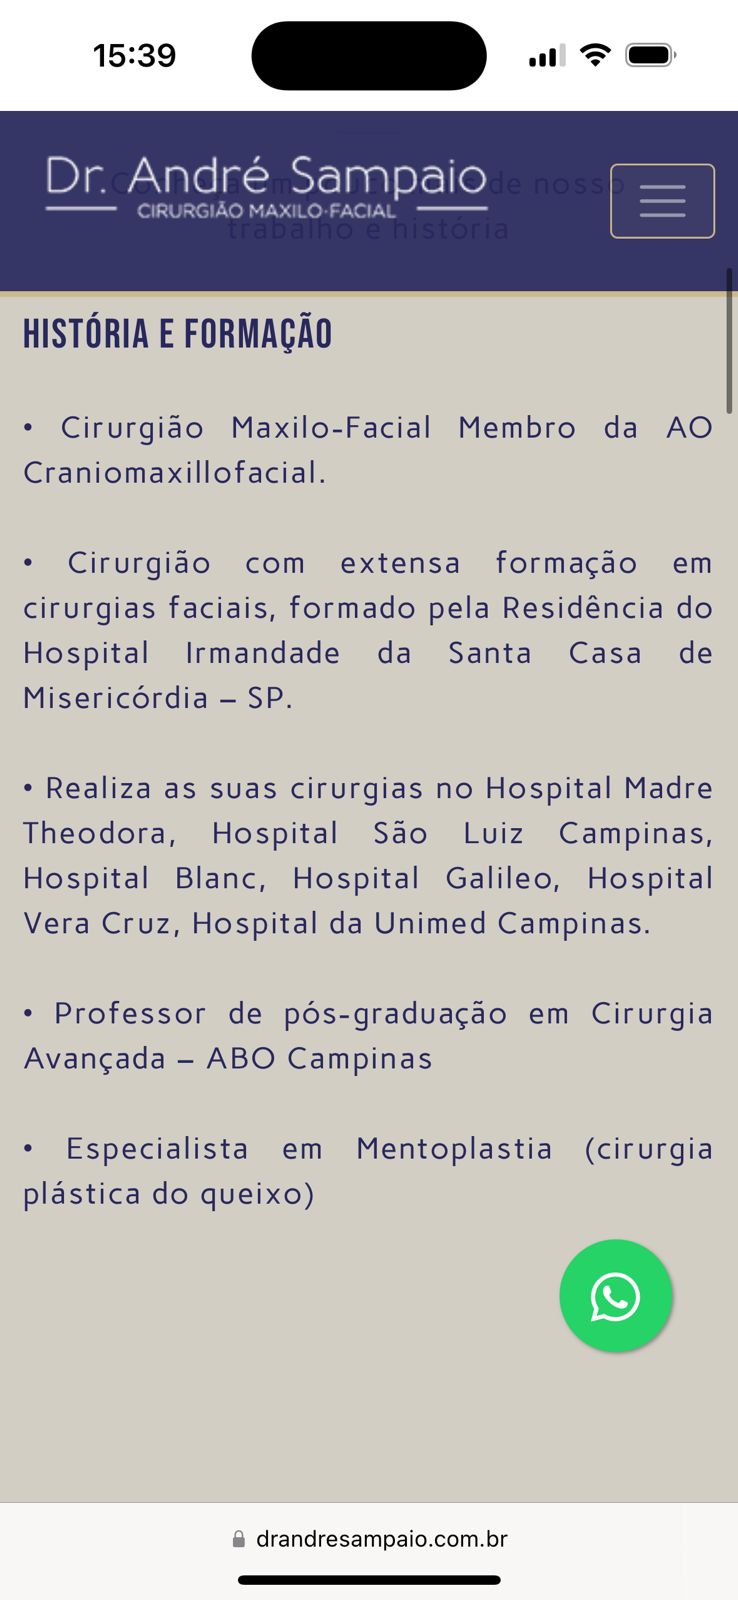 15:39
Dr. André Sampaio
CIRURGIÃO MAXILO-FACIAL
de nosso
trabalho e história
HISTÓRIA E FORMAÇÃO
• Cirurgião Maxilo-Facial Membro da AO
Craniomaxillofacial.
• Cirurgião com extensa formação em
cirurgias faciais, formado pela Residência do
Hospital Irmandade da Santa Casa de
Misericórdia – SP.
• Realiza as suas cirurgias no Hospital Madre
Theodora, Hospital São Luiz Campinas,
Hospital Blanc, Hospital Galileo, Hospital
Vera Cruz, Hospital da Unimed Campinas.
• Professor de pós-graduação em Cirurgia
Avançada – ABO Campinas
• Especialista em Mentoplastia (cirurgia
plástica do queixo)
drandresampaio.com.br